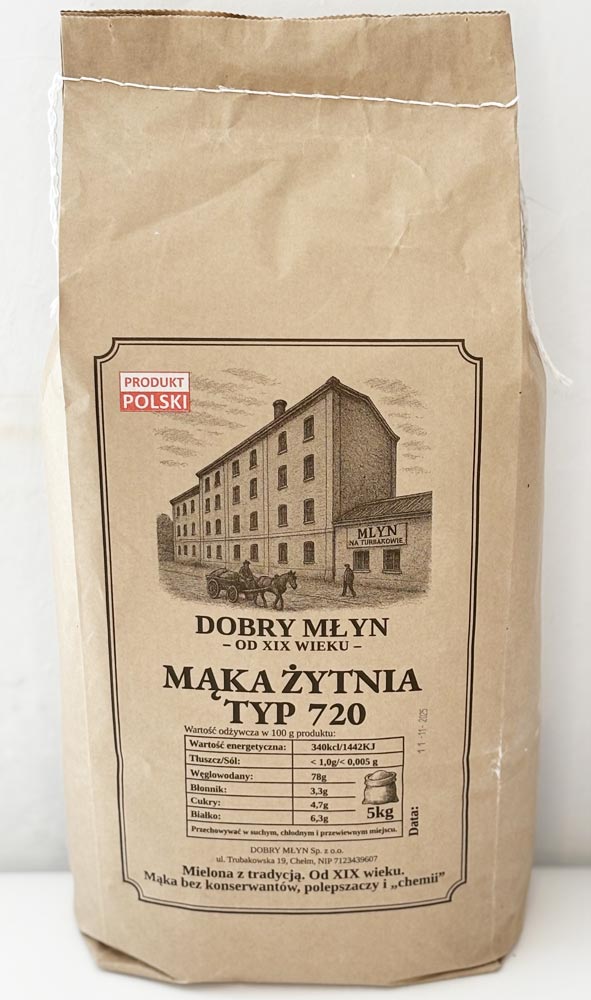 PRODUKT
POLSKI
MŁYN
NA TURBAKOWIE
DOBRY MŁYN
– OD XIX WIEKU –
MĄKA ŻYTNIA
TYP 720
Wartość odżywcza w 100 g produktu:
Wartość energetyczna: 340kcl/1442KJ
Tłuszcz/Sól: < 1,0g/< 0,005 g
Węglowodany: 78g
Błonnik: 3,3g
Cukry: 4,7g
Białko: 6,3g
5kg
Przechowywać w suchym, chłodnym i przewiewnym miejscu.
Data:
11-11-2025
DOBRY MŁYN Sp. z o.o.
ul. Trubakowska 19, Chełm, NIP 7123439607
Mielona z tradycją. Od XIX wieku.
Mąka bez konserwantów, polepszaczy i „chemii”